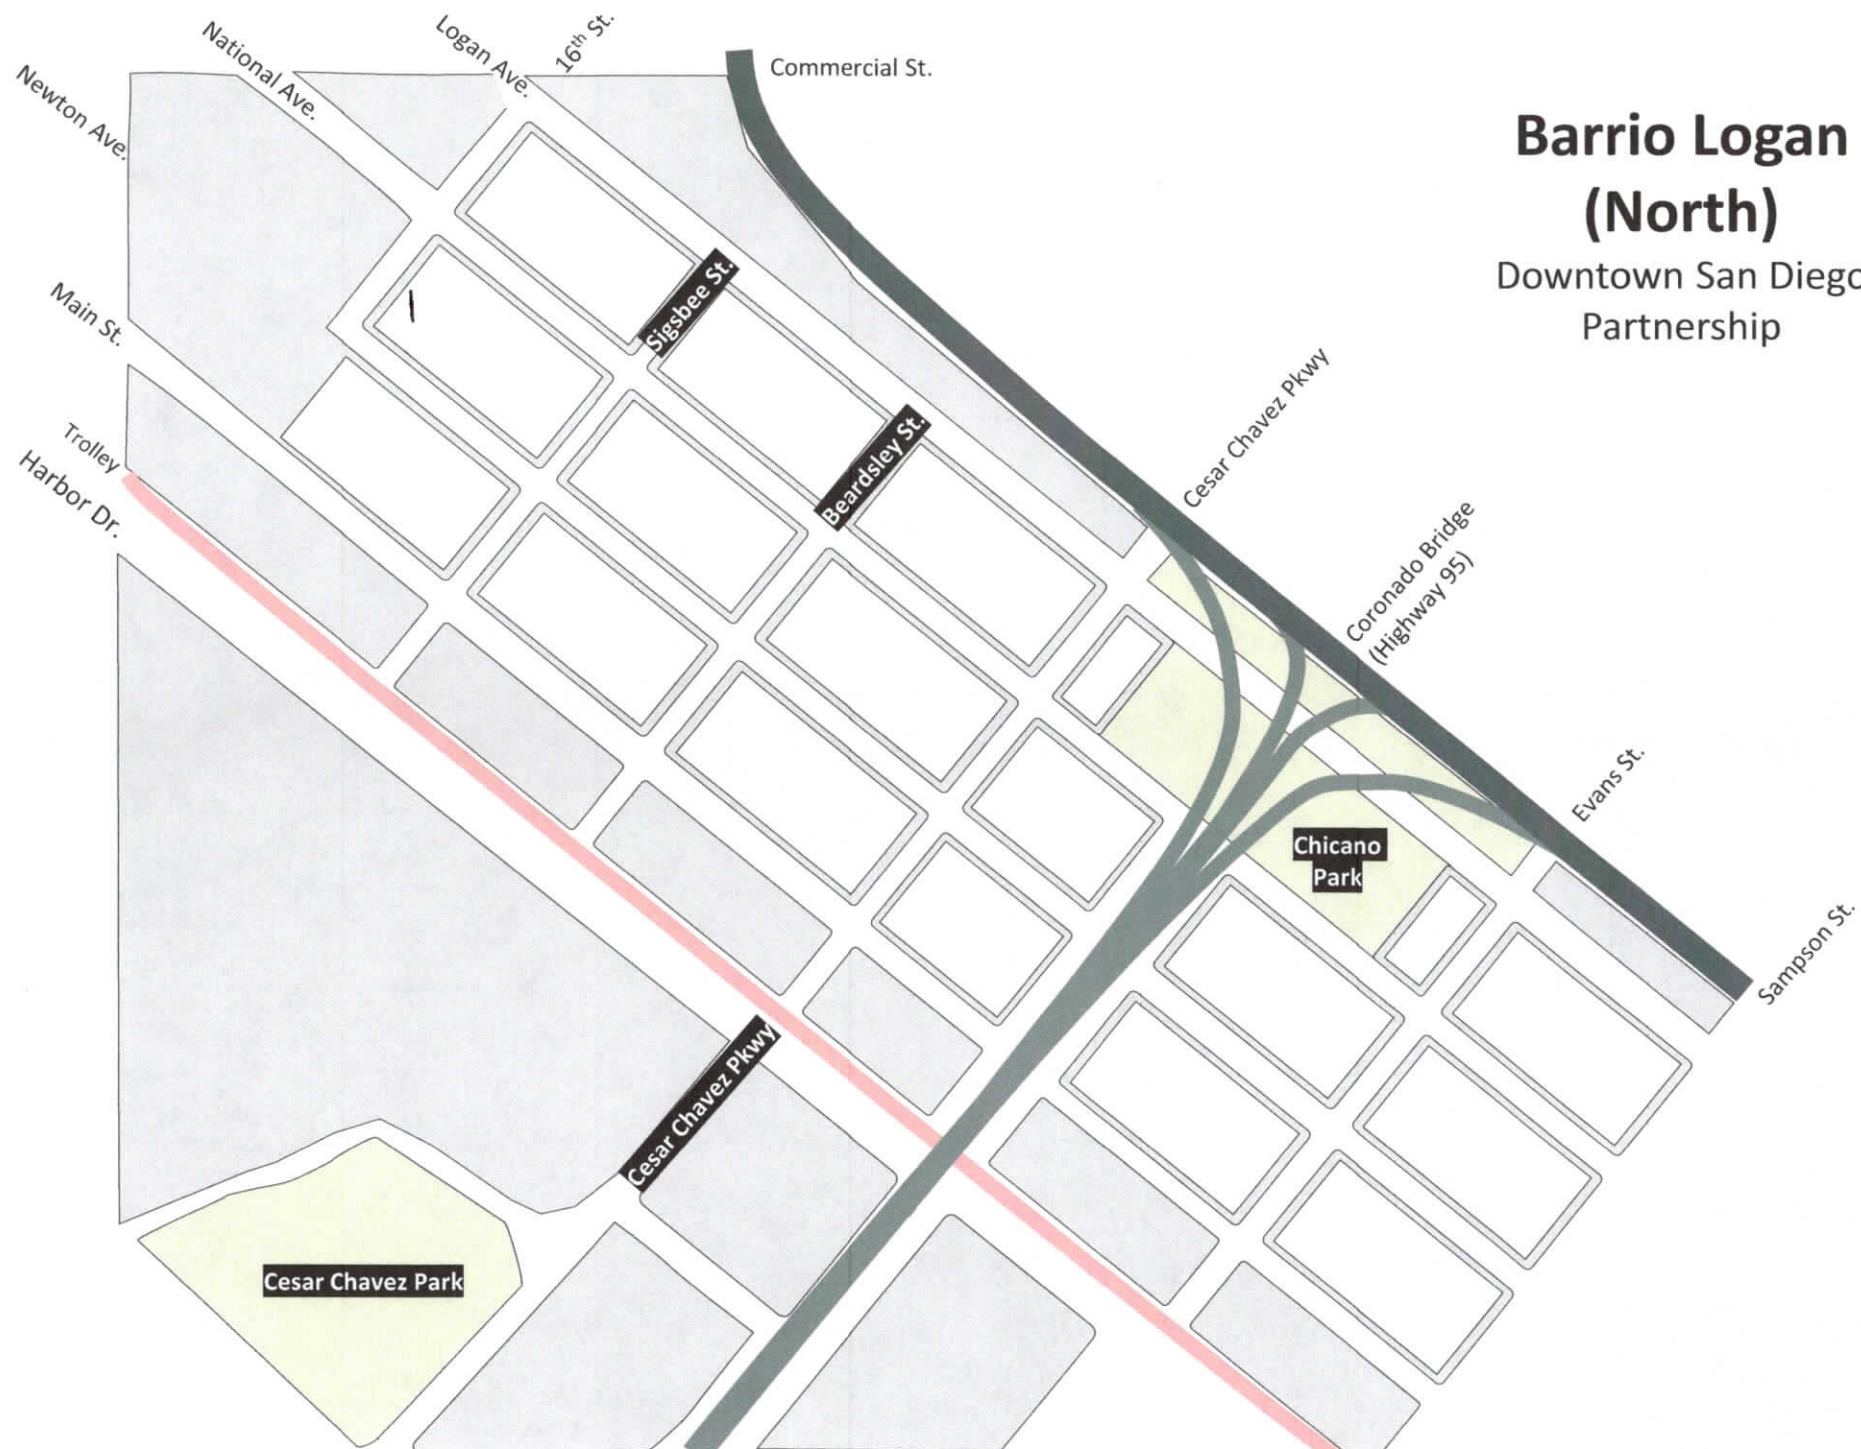 16th St.
Logan Ave.
National Ave.
Newton Ave.
Commercial St.
Barrio Logan
(North)
Downtown San Diego
Partnership
Main St.
Sigsbee St.
Cesar Chavez Pkwy
Beardsley St.
Trolley
Harbor Dr.
Coronado Bridge
(Highway 95)
Evans St.
Chicano
Park
Sampson St.
Cesar Chavez Pkwy
Cesar Chavez Park